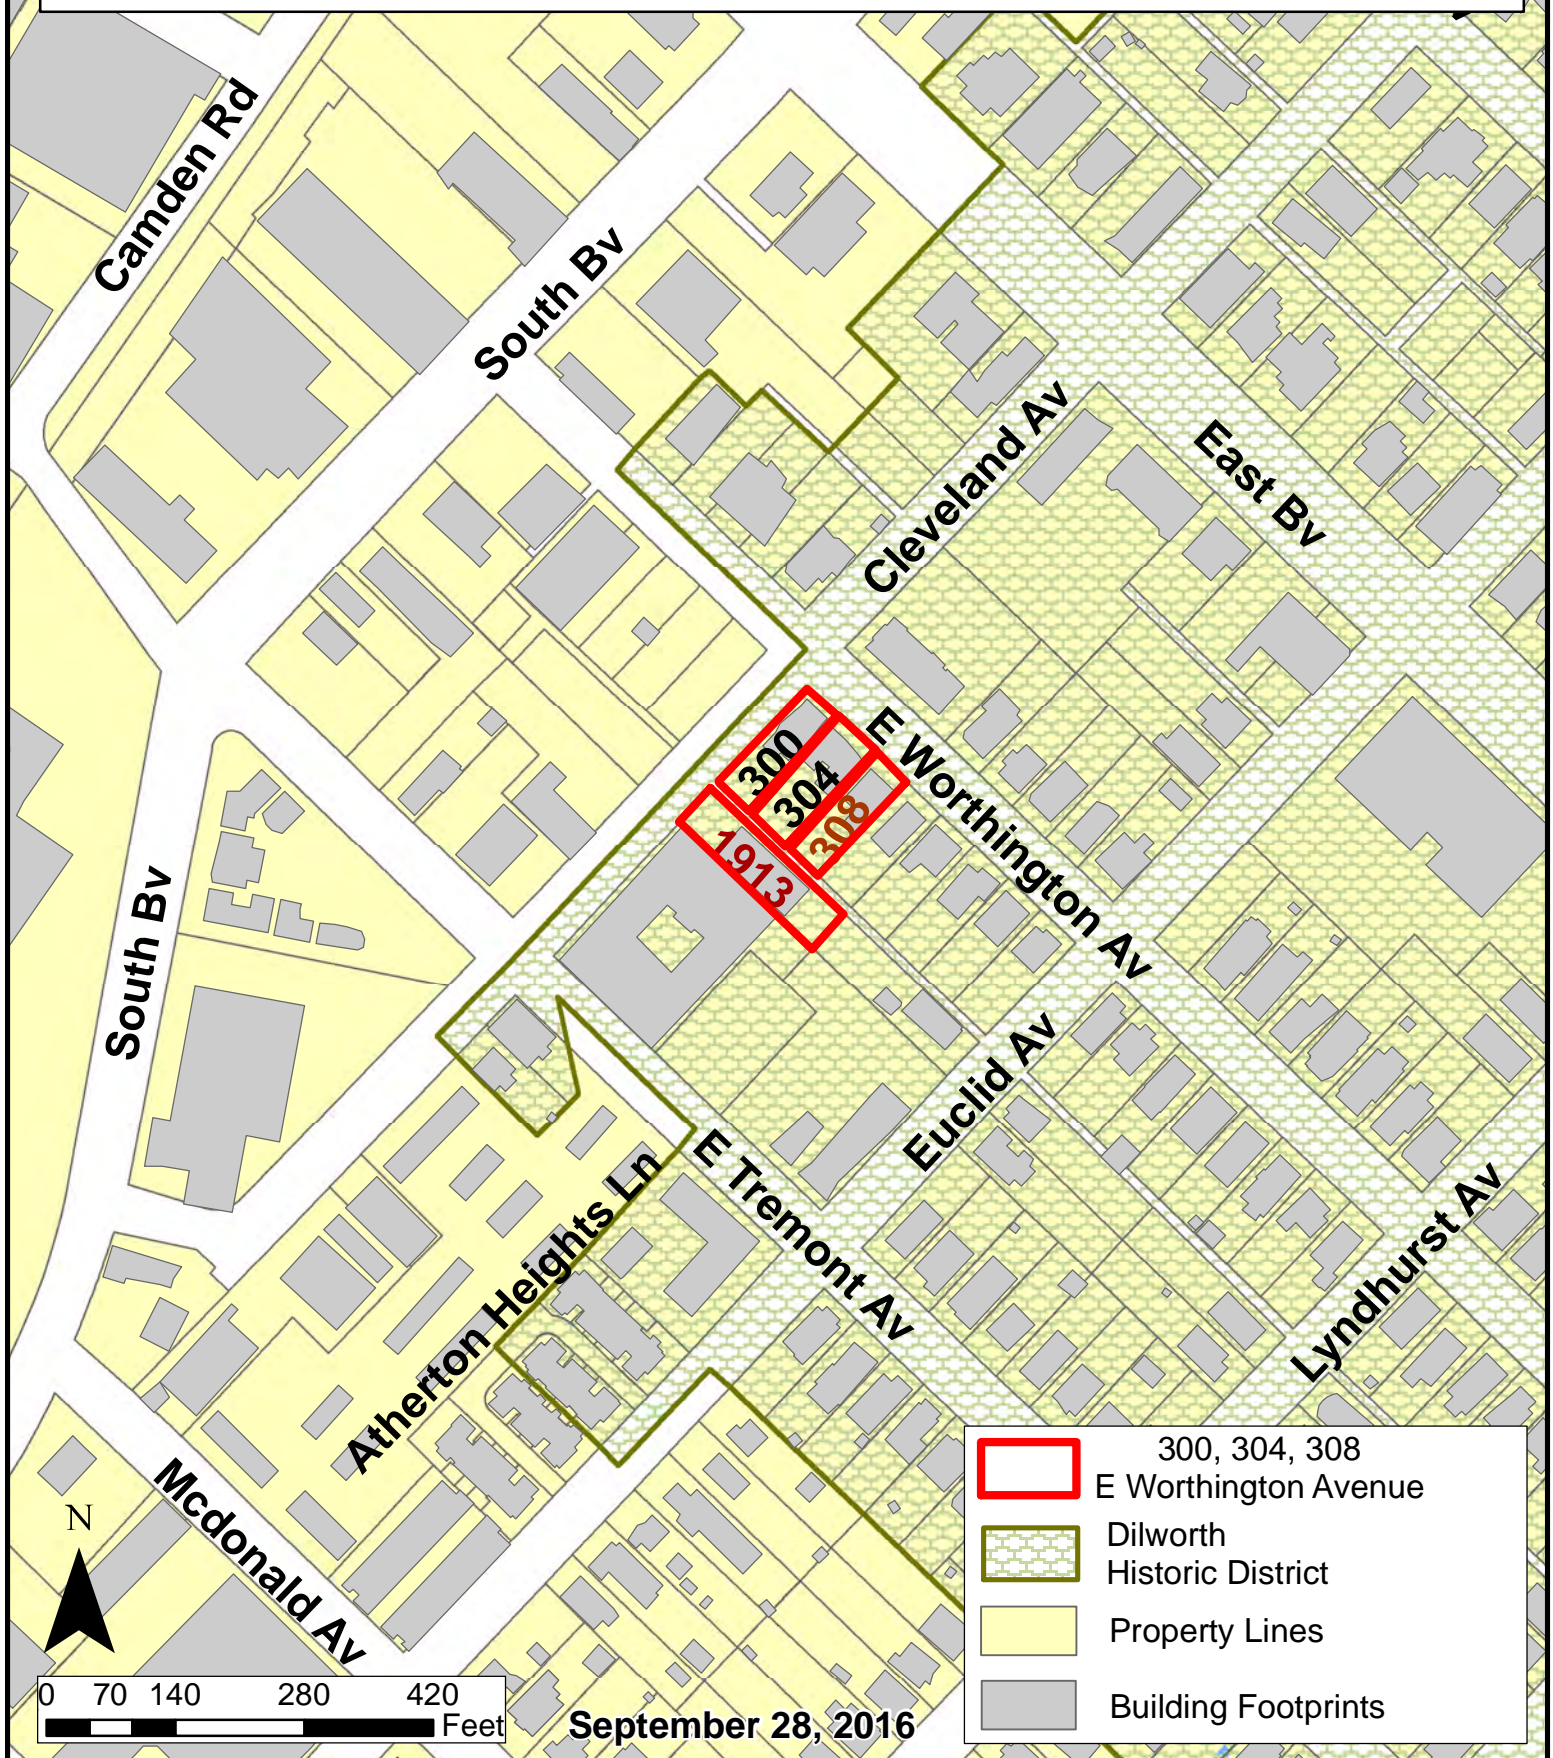 Camden Rd
South Bv
Cleveland Av
East Bv
300
304
308
1913
E Worthington Av
South Bv
Euclid Av
E Tremont Av
Atherton Heights Ln
Lyndhurst Av
Mcdonald Av
N
0 70 140 280 420
Feet
September 28, 2016
300, 304, 308
E Worthington Avenue
Dilworth
Historic District
Property Lines
Building Footprints